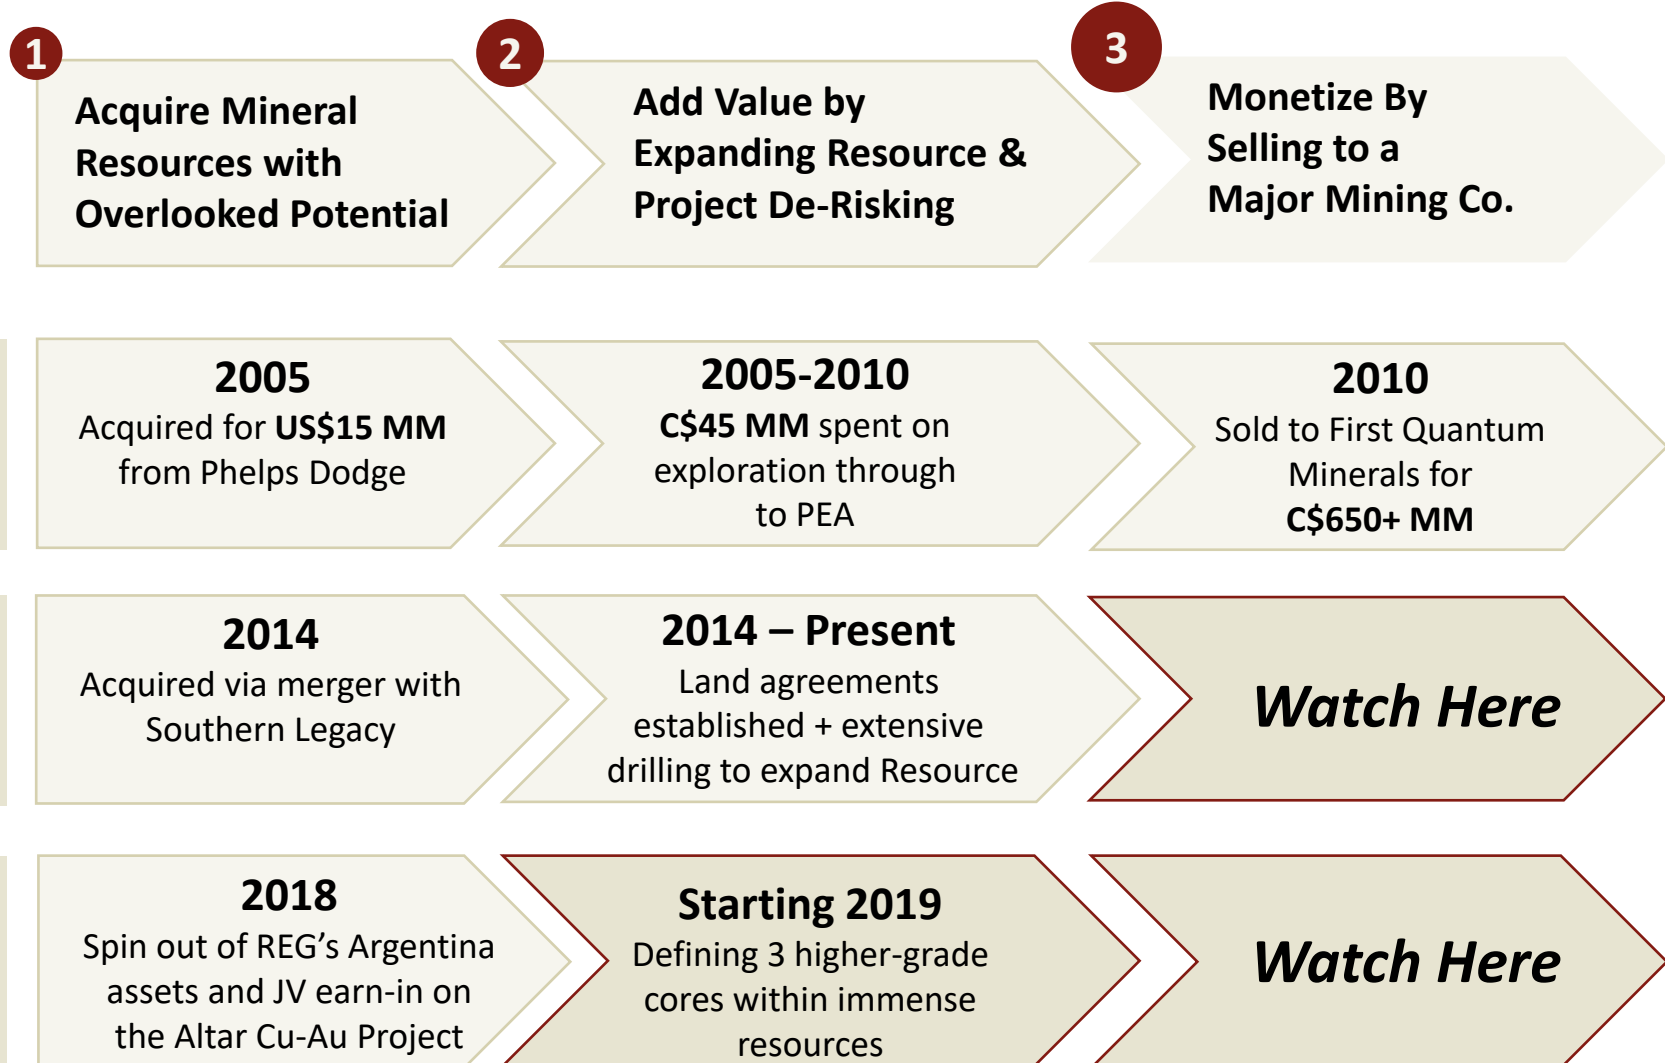 1
Acquire Mineral
Resources with
Overlooked Potential
2
Add Value by
Expanding Resource &
Project De-Risking
3
Monetize By
Selling to a
Major Mining Co.
2005
Acquired for US$15 MM
from Phelps Dodge
2005-2010
C$45 MM spent on
exploration through
to PEA
2010
Sold to First Quantum
Minerals for
C$650+ MM
2014
Acquired via merger with
Southern Legacy
2014 – Present
Land agreements
established + extensive
drilling to expand Resource
Watch Here
2018
Spin out of REG’s Argentina
assets and JV earn-in on
the Altar Cu-Au Project
Starting 2019
Defining 3 higher-grade
cores within immense
resources
Watch Here